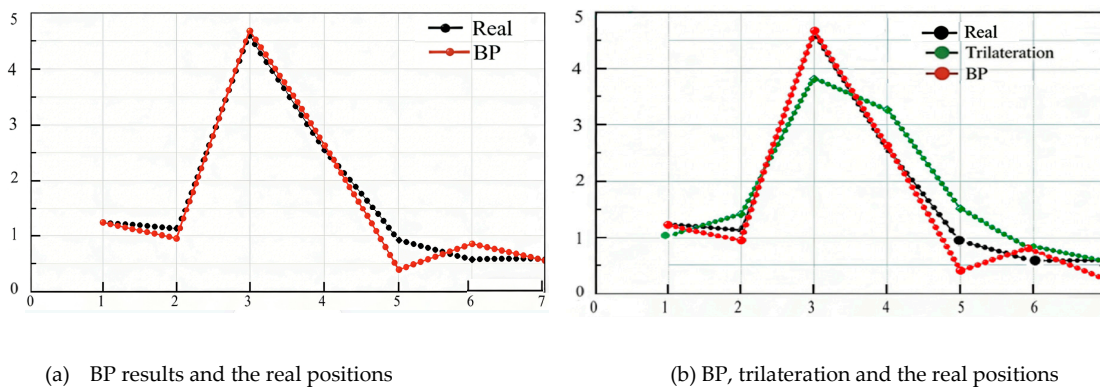 5
4
3
2
1
0
0 1 2 3 4 5 6 7
Real
BP
(a) BP results and the real positions
5
4
3
2
1
0
0 1 2 3 4 5 6
Real
Trilateration
BP
(b) BP, trilateration and the real positions